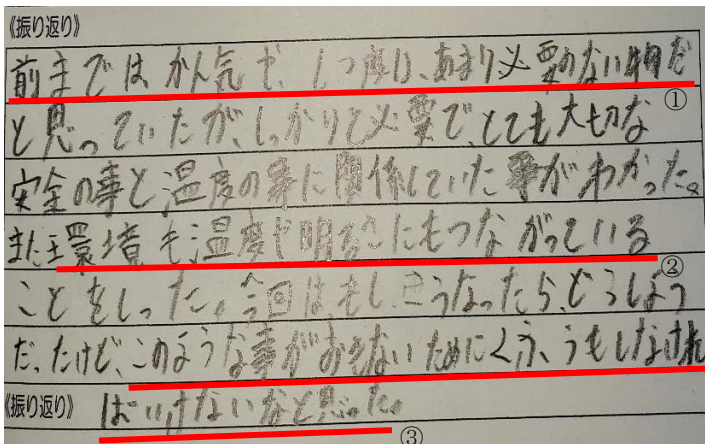 《振り返り》
前まではかん気や、しつ度は、あまり必要のない物だ
①
と思っていたが、しっかりと必要で、とても大切な
安全の事と温度の事に関係していた事がわかった。
また環境も温度や明るさにもつながっている
②
ことをしった。今回は、もし、こうなったら、どうしよう
だったけど、このような事がおきないためにくふうもしなけれ
《振り返り》 ばいけないなと思った。
③